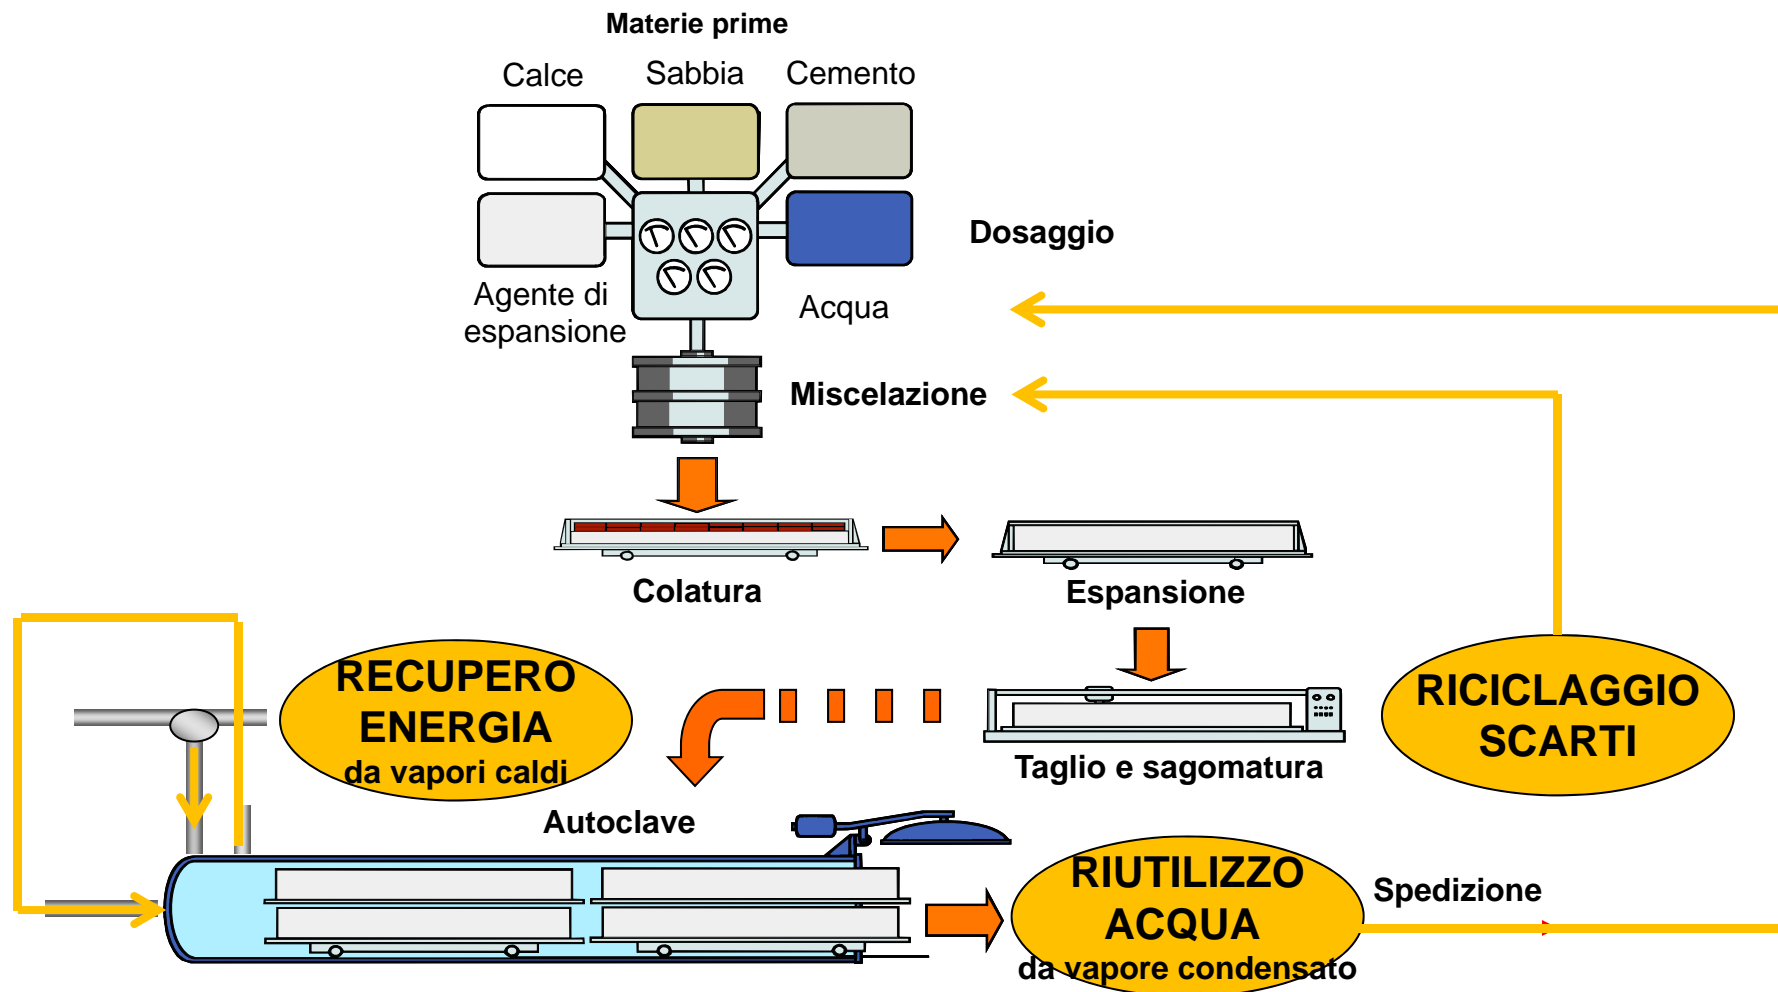 Materie prime
Calce
Sabbia
Cemento
Dosaggio
Agente di
espansione
Acqua
Miscelazione
Colatura
Espansione
RECUPERO
ENERGIA
da vapori caldi
RICICLAGGIO
SCARTI
Taglio e sagomatura
Autoclave
RIUTILIZZO
ACQUA
da vapore condensato
Spedizione